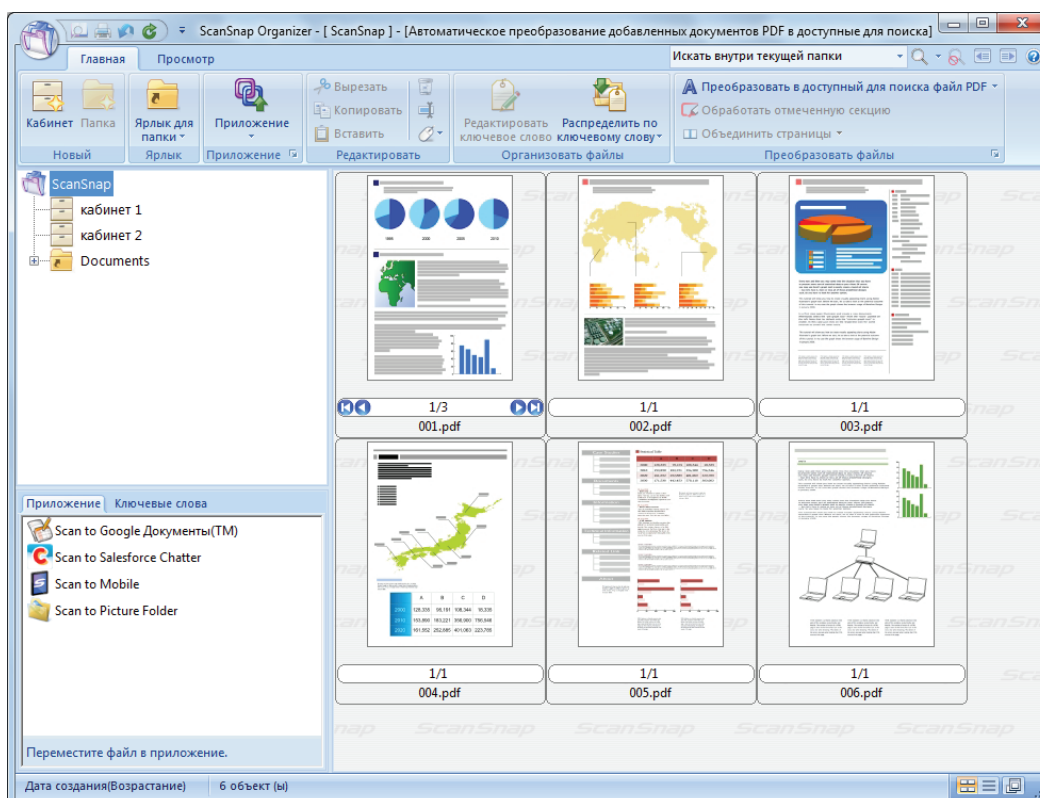 ScanSnap Organizer - [ ScanSnap ] - [Автоматическое преобразование добавленных документов PDF в доступные для поиска]
Главная Просмотр
Искать внутри текущей папки
Кабинет Папка
Новый
Ярлык для папки
Ярлык
Приложение
Приложение
Вырезать
Копировать
Вставить
Редактировать
Редактировать ключевое слово
Распределить по ключевому слову
Организовать файлы
Преобразовать в доступный для поиска файл PDF
Обработать отмеченную секцию
Объединить страницы
Преобразовать файлы
ScanSnap
кабинет 1
кабинет 2
Documents
Приложение Ключевые слова
Scan to Google Документы(TM)
Scan to Salesforce Chatter
Scan to Mobile
Scan to Picture Folder
Переместите файл в приложение.
1/3
001.pdf
1/1
002.pdf
1/1
003.pdf
1/1
004.pdf
1/1
005.pdf
1/1
006.pdf
ScanSnap ScanSnap ScanSnap
Дата создания(Возрастание) 6 объект (ы)